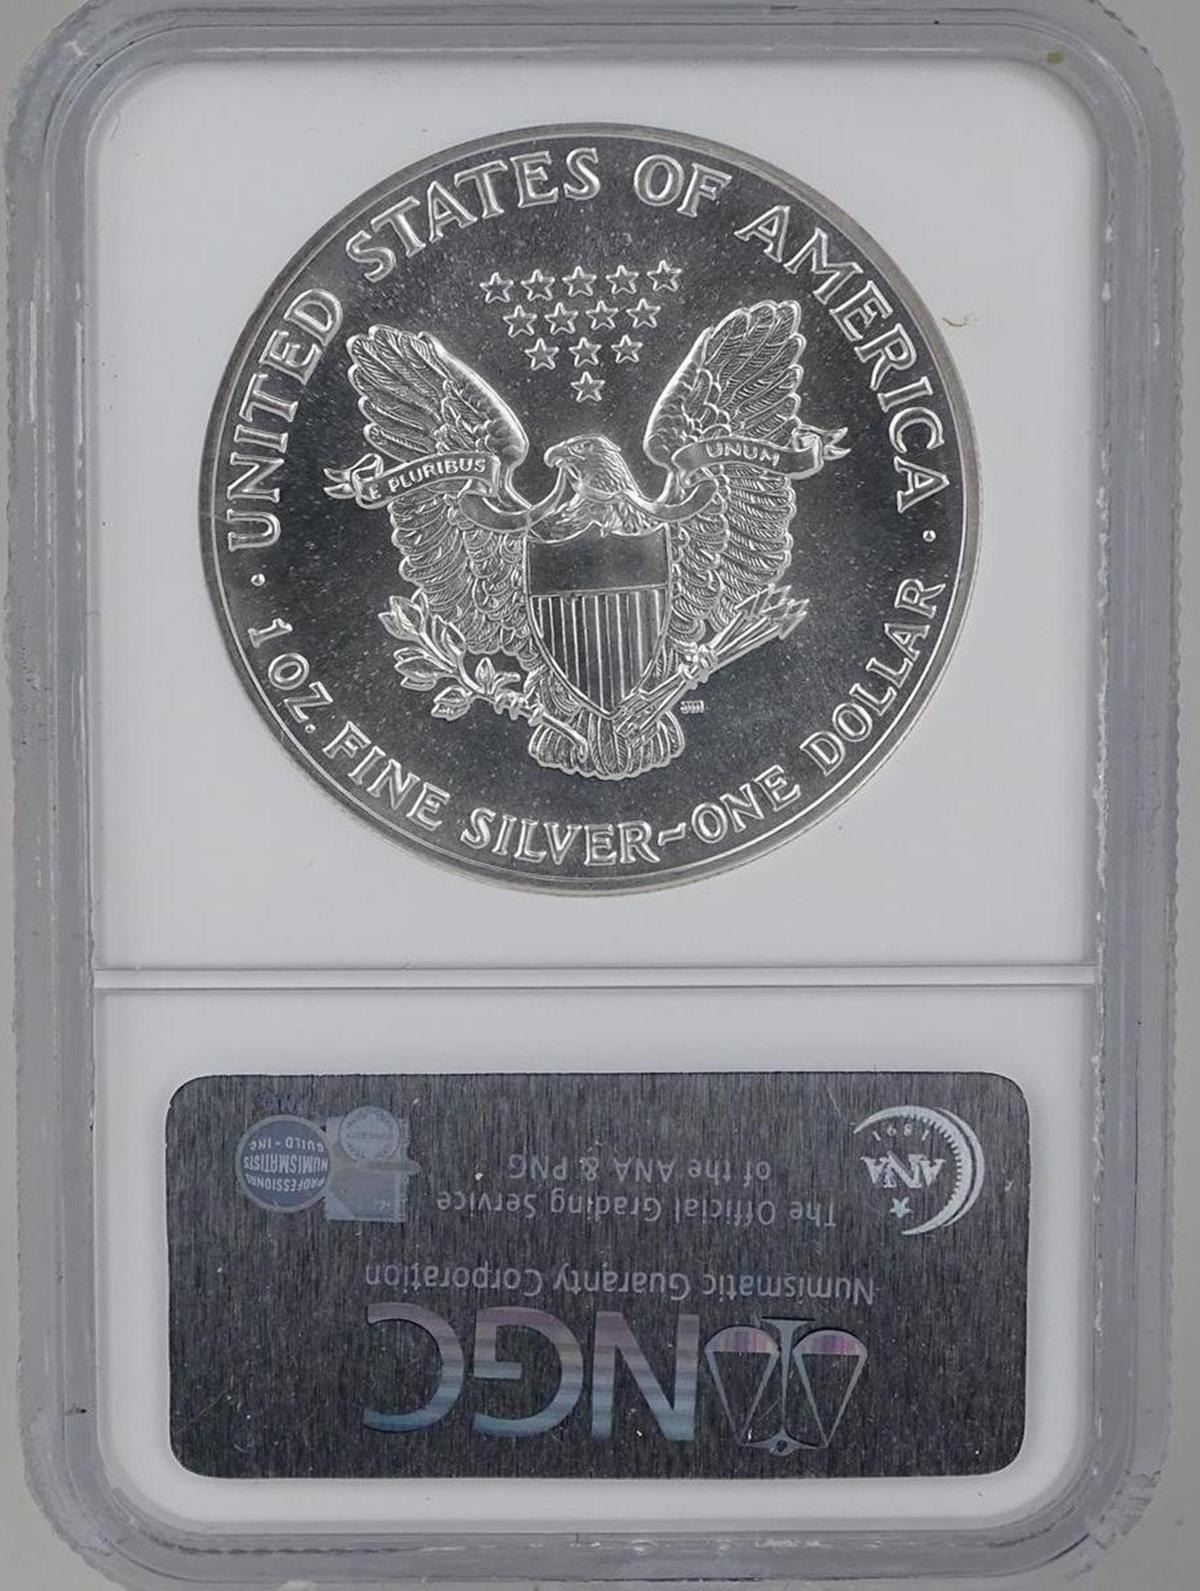 UNITED STATES OF AMERICA
E PLURIBUS UNUM
· 1 OZ. FINE SILVER~ONE DOLLAR ·
NGC
Numismatic Guaranty Corporation
The Official Grading Service
of the ANA & PNG
ANA
1891
PROFESSIONAL
NUMISMATISTS
GUILD · INC.